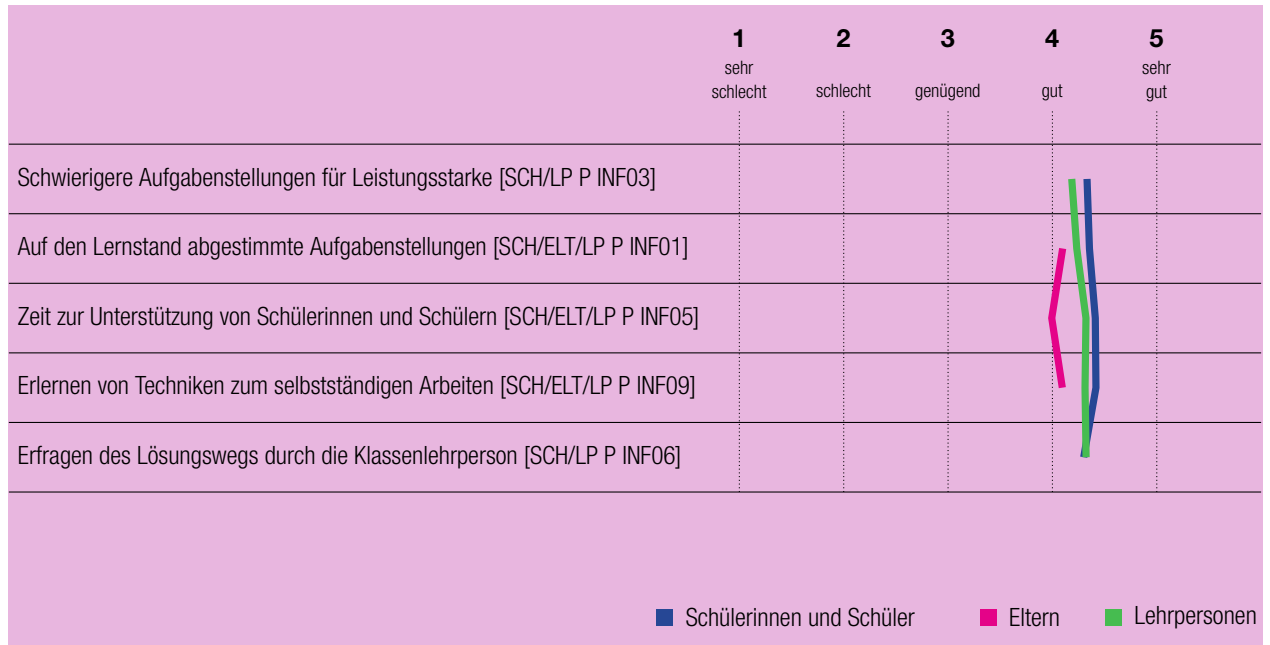 1 2 3 4 5
sehr schlecht schlecht genügend gut sehr gut
Schwierigere Aufgabenstellungen für Leistungsstarke [SCH/LP P INF03]
Auf den Lernstand abgestimmte Aufgabenstellungen [SCH/ELT/LP P INF01]
Zeit zur Unterstützung von Schülerinnen und Schülern [SCH/ELT/LP P INF05]
Erlernen von Techniken zum selbstständigen Arbeiten [SCH/ELT/LP P INF09]
Erfragen des Lösungswegs durch die Klassenlehrperson [SCH/LP P INF06]
Schülerinnen und Schüler Eltern Lehrpersonen